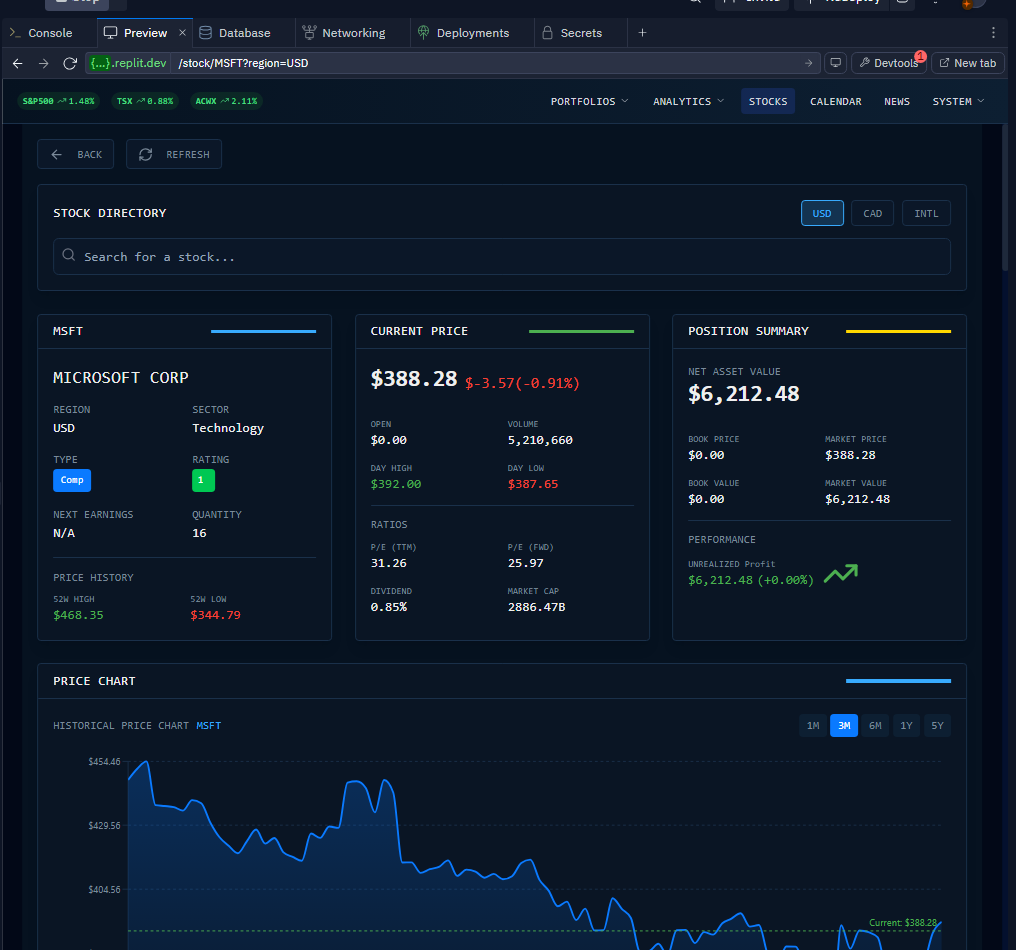 Stop
Invite
Redeploy
Console
Preview
Database
Networking
Deployments
Secrets
{...}.replit.dev
/stock/MSFT?region=USD
Devtools
1
New tab
S&P500 1.48%
TSX 0.88%
ACWX 2.11%
PORTFOLIOS
ANALYTICS
STOCKS
CALENDAR
NEWS
SYSTEM
BACK
REFRESH
STOCK DIRECTORY
USD
CAD
INTL
Search for a stock...
MSFT
MICROSOFT CORP
REGION
SECTOR
USD
Technology
TYPE
RATING
Comp
1
NEXT EARNINGS
QUANTITY
N/A
16
PRICE HISTORY
52W HIGH
52W LOW
$468.35
$344.79
CURRENT PRICE
$388.28 $-3.57(-0.91%)
OPEN
VOLUME
$0.00
5,210,660
DAY HIGH
DAY LOW
$392.00
$387.65
RATIOS
P/E (TTM)
P/E (FWD)
31.26
25.97
DIVIDEND
MARKET CAP
0.85%
2886.47B
POSITION SUMMARY
NET ASSET VALUE
$6,212.48
BOOK PRICE
MARKET PRICE
$0.00
$388.28
BOOK VALUE
MARKET VALUE
$0.00
$6,212.48
PERFORMANCE
UNREALIZED Profit
$6,212.48 (+0.00%)
PRICE CHART
HISTORICAL PRICE CHART MSFT
1M
3M
6M
1Y
5Y
$454.46
$429.56
$404.56
Current: $388.28